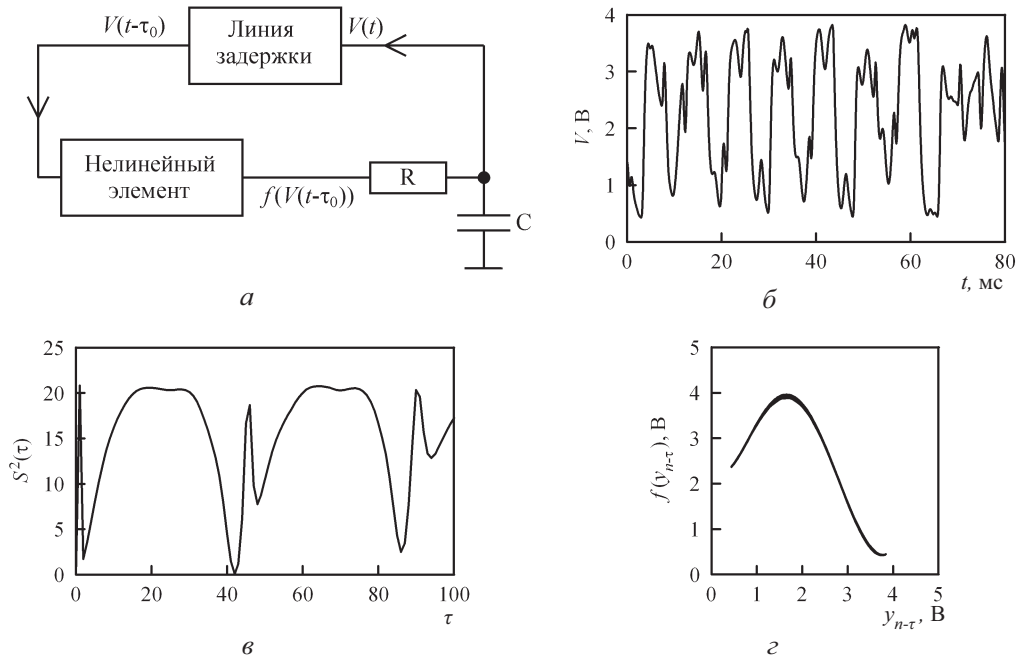 V(t-τ₀)
Линия
задержки
V(t)
Нелинейный
элемент
f(V(t-τ₀))
R
C
а
V, В
4
3
2
1
0
0 20 40 60 80
t, мс
б
S²(τ)
25
20
15
10
5
0
0 20 40 60 80 100
τ
в
f(yₙ₋τ), В
5
4
3
2
1
0
0 1 2 3 4 5
yₙ₋τ, В
г